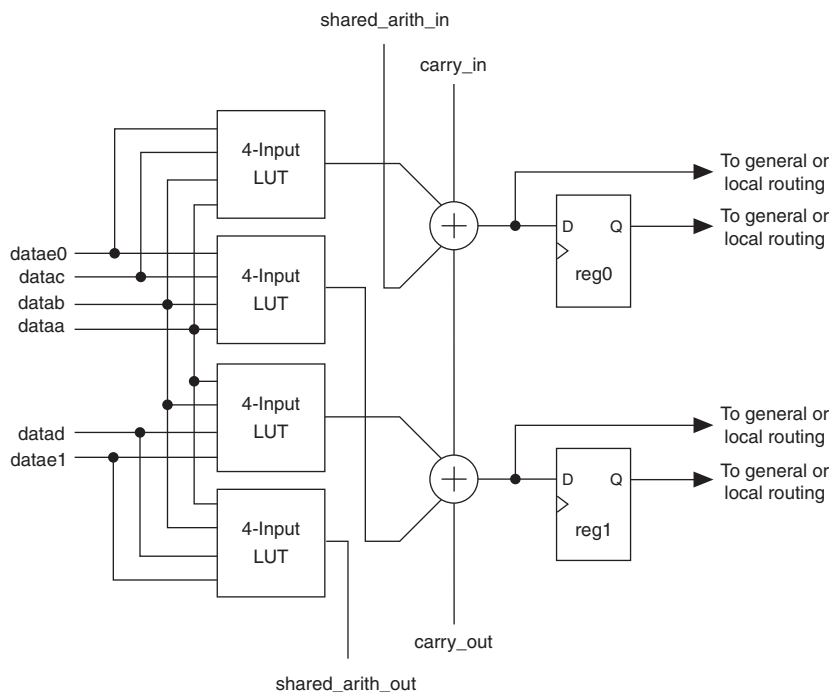 shared_arith_in
carry_in
4-Input
LUT
To general or
local routing
D Q
reg0
To general or
local routing
datae0
datac
datab
dataa
4-Input
LUT
4-Input
LUT
To general or
local routing
datad
datae1
D Q
reg1
To general or
local routing
4-Input
LUT
carry_out
shared_arith_out